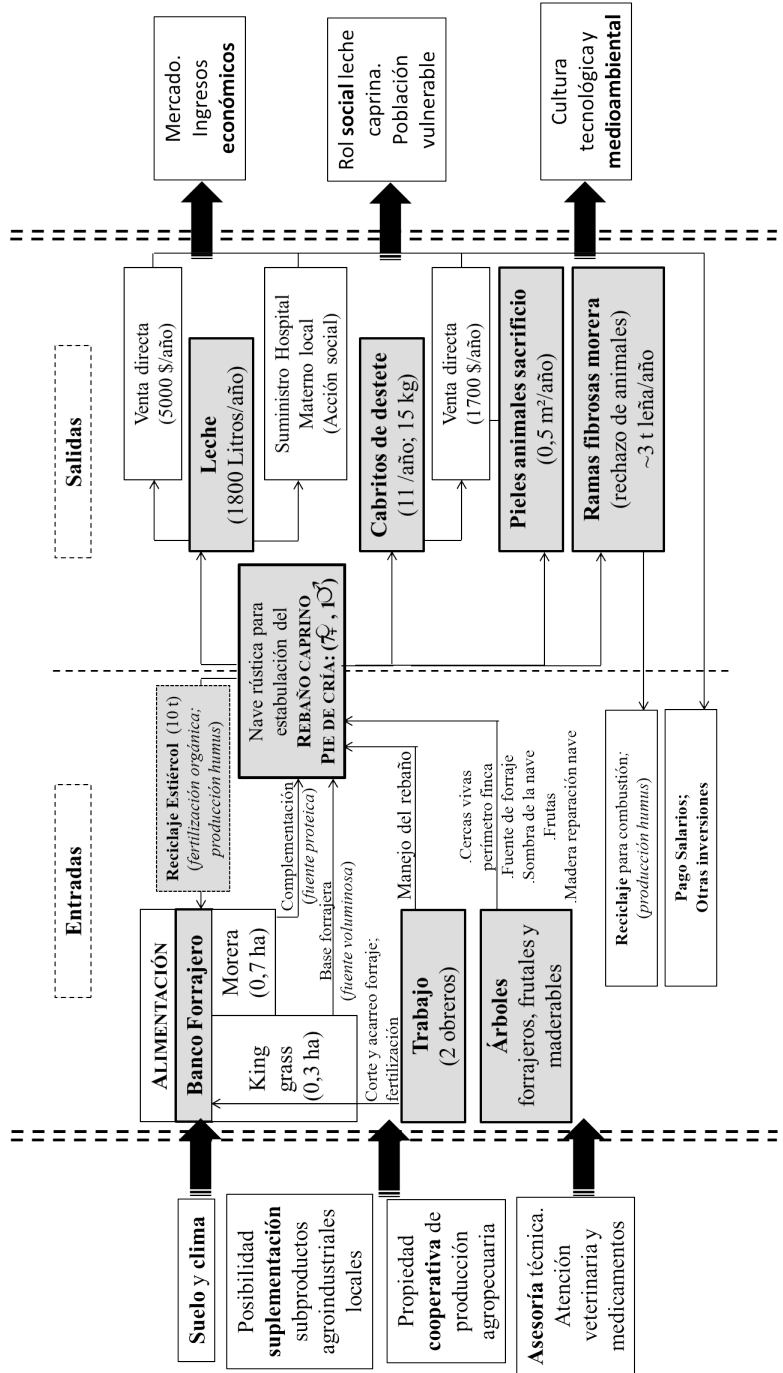 Suelo y clima
Posibilidad
suplementación
subproductos
agroindustriales
locales
Propiedad
cooperativa de
producción
agropecuaria
Asesoría técnica.
Atención
veterinaria y
medicamentos
Entradas
ALIMENTACIÓN
Banco Forrajero
King
grass
(0,3 ha)
Morera
(0,7 ha)
Reciclaje Estiércol (10 t)
(fertilización orgánica;
producción humus)
Complementación
(fuente proteica)
Base forrajera
(fuente voluminosa)
Corte y acarreo forraje;
fertilización
Trabajo
(2 obreros)
Manejo del rebaño
Árboles
forrajeros, frutales y
maderables
.Cercas vivas
perímetro finca
.Fuente de forraje
.Sombra de la nave
.Frutas
.Madera reparación nave
Reciclaje para combustión;
(producción humus)
Pago Salarios;
Otras inversiones
Nave rústica para
estabulación del
REBAÑO CAPRINO
PIE DE CRÍA: (7♀, 1♂)
Salidas
Venta directa
(5000 $/año)
Leche
(1800 Litros/año)
Suministro Hospital
Materno local
(Acción social)
Cabritos de destete
(11 /año; 15 kg)
Venta directa
(1700 $/año)
Pieles animales sacrificio
(0,5 m²/año)
Ramas fibrosas morera
(rechazo de animales)
~3 t leña/año
Mercado.
Ingresos
económicos
Rol social leche
caprina.
Población
vulnerable
Cultura
tecnológica y
medioambiental